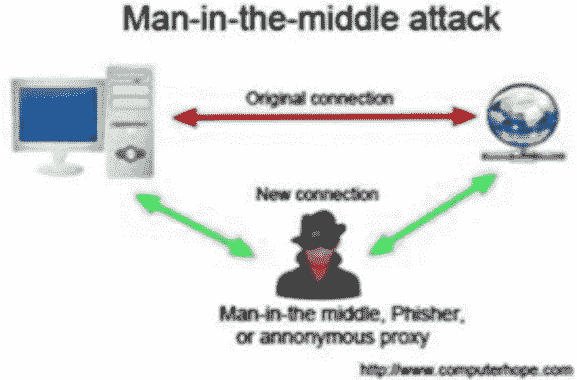 Man-in-the-middle attack
Original connection
New connection
Man-in-the middle, Phisher,
or annonymous proxy
http://www.computerhope.com